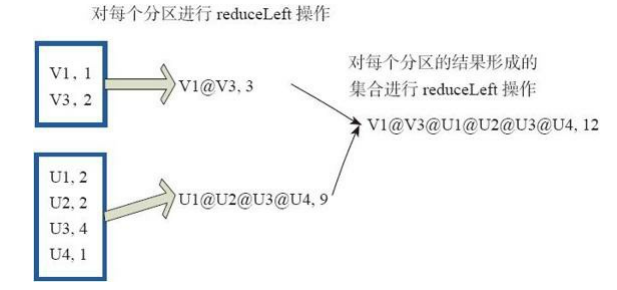 对每个分区进行 reduceLeft 操作
V1, 1
V3, 2
V1@V3, 3
对每个分区的结果形成的
集合进行 reduceLeft 操作
V1@V3@U1@U2@U3@U4, 12
U1, 2
U2, 2
U3, 4
U4, 1
U1@U2@U3@U4, 9